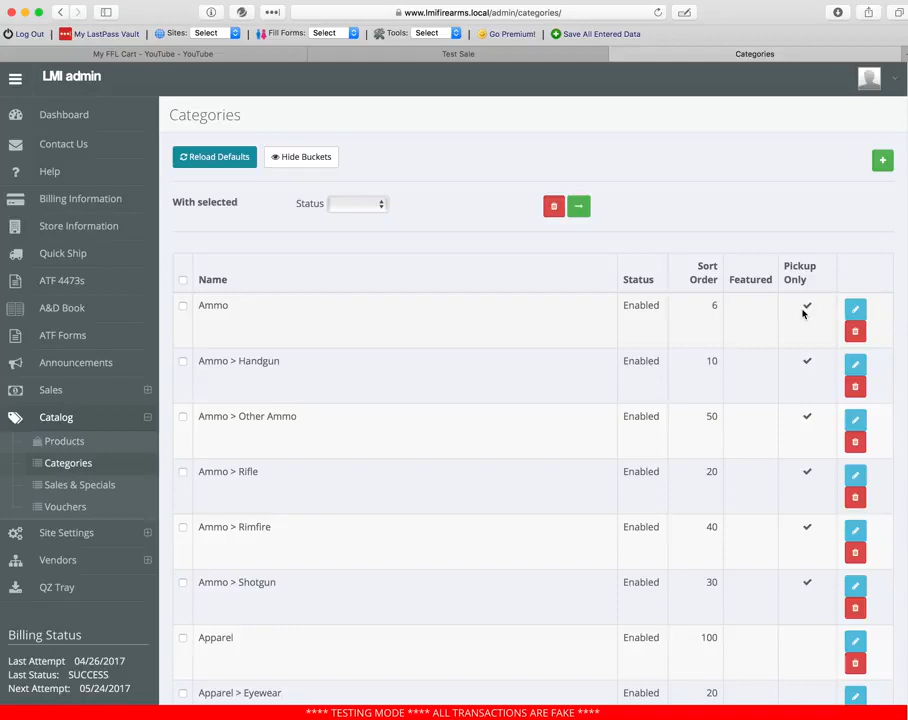 www.lmifirearms.local/admin/categories/
Log Out
My LastPass Vault
Sites: Select
Fill Forms: Select
Tools: Select
Go Premium!
Save All Entered Data
My FFL Cart - YouTube - YouTube
Test Sale
Categories
LMI admin
Dashboard
Contact Us
Help
Billing Information
Store Information
Quick Ship
ATF 4473s
A&D Book
ATF Forms
Announcements
Sales
Catalog
Products
Categories
Sales & Specials
Vouchers
Site Settings
Vendors
QZ Tray
Billing Status
Last Attempt 04/26/2017
Last Status: SUCCESS
Next Attempt: 05/24/2017
Categories
Reload Defaults
Hide Buckets
With selected
Status
Name Status Sort Order Featured Pickup Only
Ammo Enabled 6
Ammo > Handgun Enabled 10
Ammo > Other Ammo Enabled 50
Ammo > Rifle Enabled 20
Ammo > Rimfire Enabled 40
Ammo > Shotgun Enabled 30
Apparel Enabled 100
Apparel > Eyewear Enabled 20
**** TESTING MODE **** ALL TRANSACTIONS ARE FAKE ****